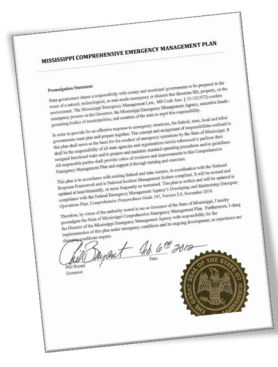 MISSISSIPPI COMPREHENSIVE EMERGENCY MANAGEMENT PLAN
Promulgation Statement
State government shares a responsibility with county and municipal governments to be prepared in the
event of a natural, technological, or man-made emergency or disaster that threatens life, property, or the
environment. The Mississippi Emergency Management Law, MS Code Ann. § 33-15(1972) confers
emergency powers on the Governor, the Mississippi Emergency Management Agency, executive heads
governing bodies of municipalities, and counties of the state to meet this responsibility.
In order to provide for an effective response to emergency situations, the federal, state, local and tribal
governments must plan and prepare together. The concept and assignment of responsibilities outlined in
this plan shall serve as the basis for the conduct of emergency operations by the State of Mississippi. It
shall be the responsibility of all state agencies and organizations herein referenced to perform their
assigned functional tasks and to prepare and maintain standard operating procedures and/or guidelines.
All responsible parties shall provide
of revisions and improvements to this Comprehensive
Emergency Management Plan and support it through training and exercises.
This plan is in accordance with existing federal and state statutes, in coordination with the National
Response Framework and is National Incident Management System compliant. It will be revised and
updated at least biennially, or more frequently as warranted. This plan is written and will be updated in
compliance with the Federal Emergency Management Agency's Developing and Maintaining Emergency
Operations Plan, Comprehensive Preparedness Guide 101, Version 2.0, November 2010.
Therefore, by virtue of the authority vested in me as Governor of the State of Mississippi, I hereby
promulgate the State of Mississippi Comprehensive Emergency Management Plan. Furthermore, I charg
the Mississippi Emergency Management Agency with responsibility for the
implementation of this plan under emergency conditions and its ongoing development, as experience and
changing conditions require.
Phil Bryant Feb 6th 2012
Phil Bryant Date
Governor